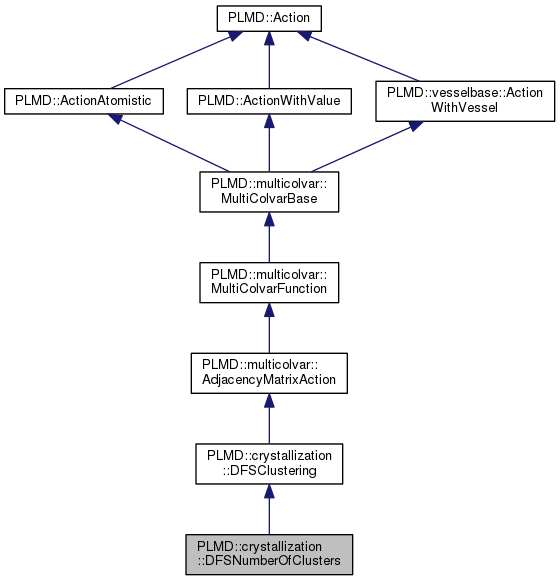 PLMD::Action
PLMD::ActionAtomistic
PLMD::ActionWithValue
PLMD::vesselbase::Action
WithVessel
PLMD::multicolvar::
MultiColvarBase
PLMD::multicolvar::
MultiColvarFunction
PLMD::multicolvar::
AdjacencyMatrixAction
PLMD::crystallization
::DFSClustering
PLMD::crystallization
::DFSNumberOfClusters